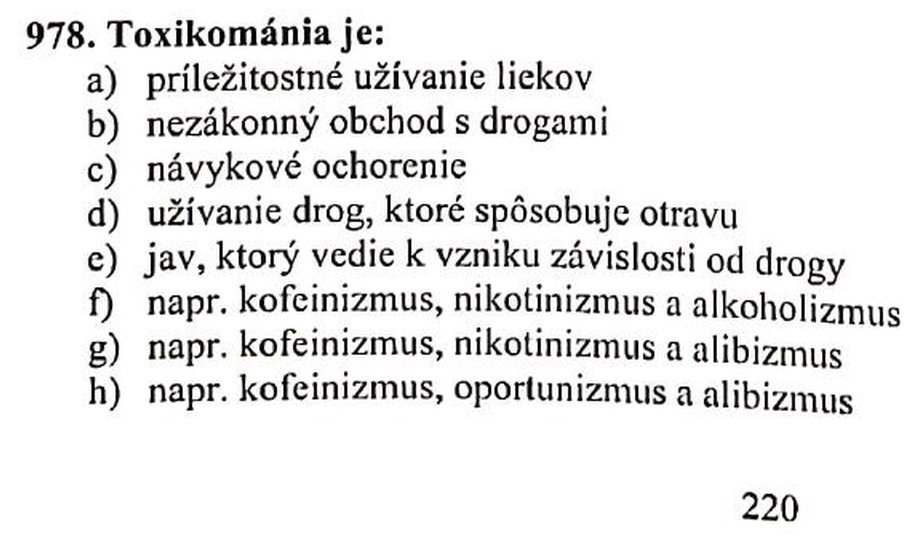 978. Toxikománia je:
a) príležitostné užívanie liekov
b) nezákonný obchod s drogami
c) návykové ochorenie
d) užívanie drog, ktoré spôsobuje otravu
e) jav, ktorý vedie k vzniku závislosti od drogy
f) napr. kofeinizmus, nikotinizmus a alkoholizmus
g) napr. kofeinizmus, nikotinizmus a alibizmus
h) napr. kofeinizmus, oportunizmus a alibizmus
220